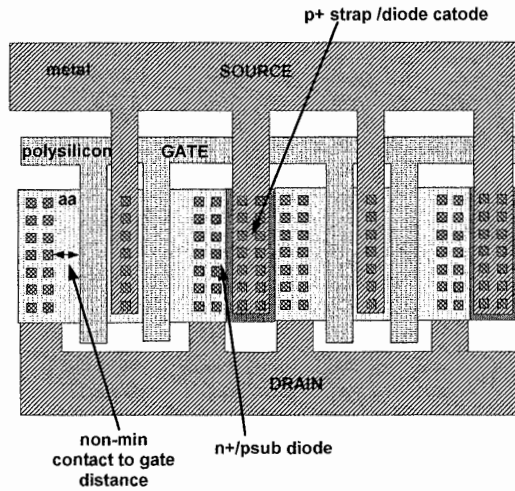 p+ strap /diode catode
metal
SOURCE
polysilicon
GATE
aa
DRAIN
non-min
contact to gate
distance
n+/psub diode